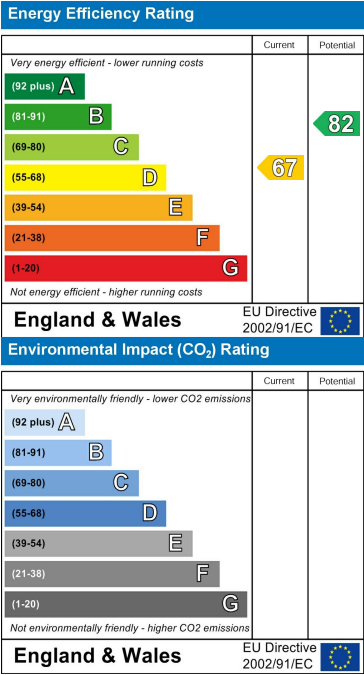 Energy Efficiency Rating
Current Potential
Very energy efficient - lower running costs
(92 plus) A
(81-91) B
(69-80) C
(55-68) D
(39-54) E
(21-38) F
(1-20) G
67
82
Not energy efficient - higher running costs
England & Wales
EU Directive
2002/91/EC
Environmental Impact (CO₂) Rating
Current Potential
Very environmentally friendly - lower CO2 emissions
(92 plus) A
(81-91) B
(69-80) C
(55-68) D
(39-54) E
(21-38) F
(1-20) G
Not environmentally friendly - higher CO2 emissions
England & Wales
EU Directive
2002/91/EC